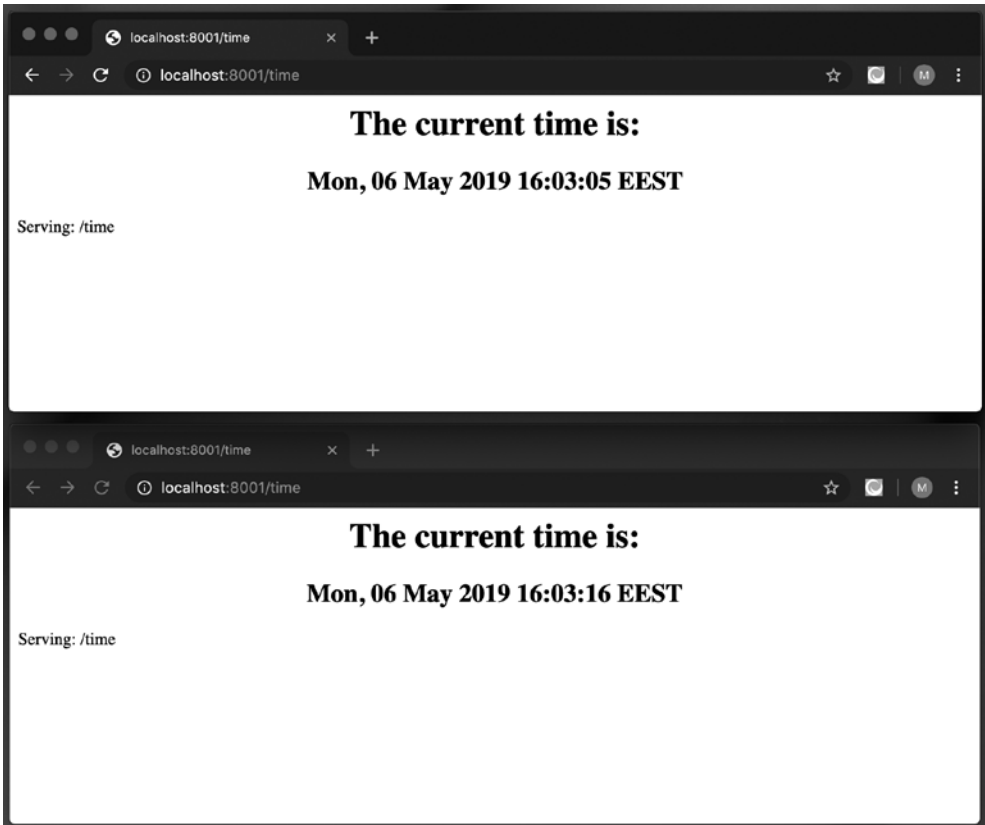 localhost:8001/time
localhost:8001/time
M
The current time is:
Mon, 06 May 2019 16:03:05 EEST
Serving: /time
localhost:8001/time
localhost:8001/time
M
The current time is:
Mon, 06 May 2019 16:03:16 EEST
Serving: /time